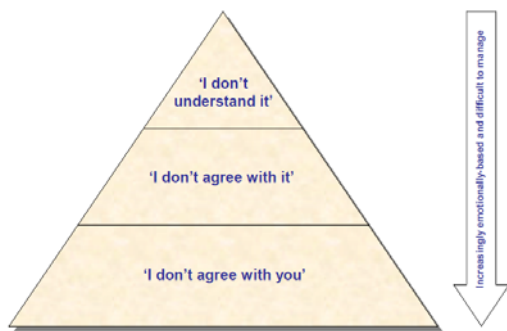 'I don't
understand it'
'I don't agree with it'
'I don't agree with you'
Increasingly emotionally-based and difficult to manage